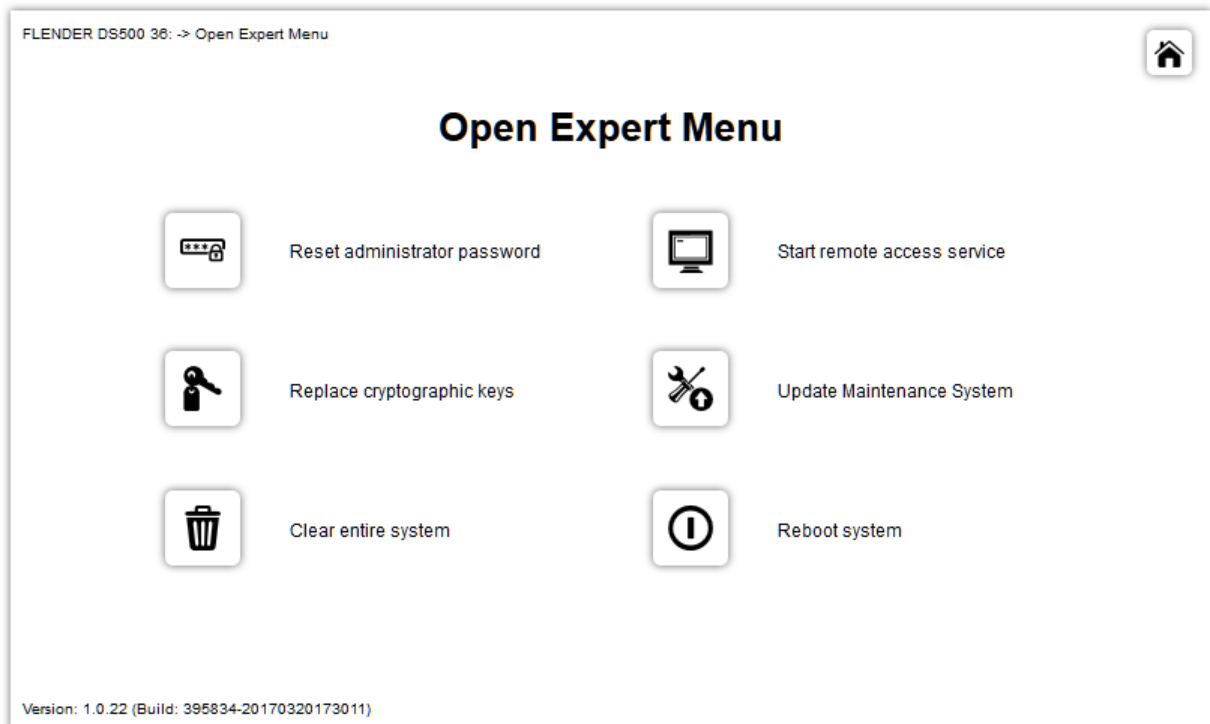 FLENDER DS500 36: -> Open Expert Menu
Open Expert Menu
Reset administrator password
Start remote access service
Replace cryptographic keys
Update Maintenance System
Clear entire system
Reboot system
Version: 1.0.22 (Build: 395834-20170320173011)